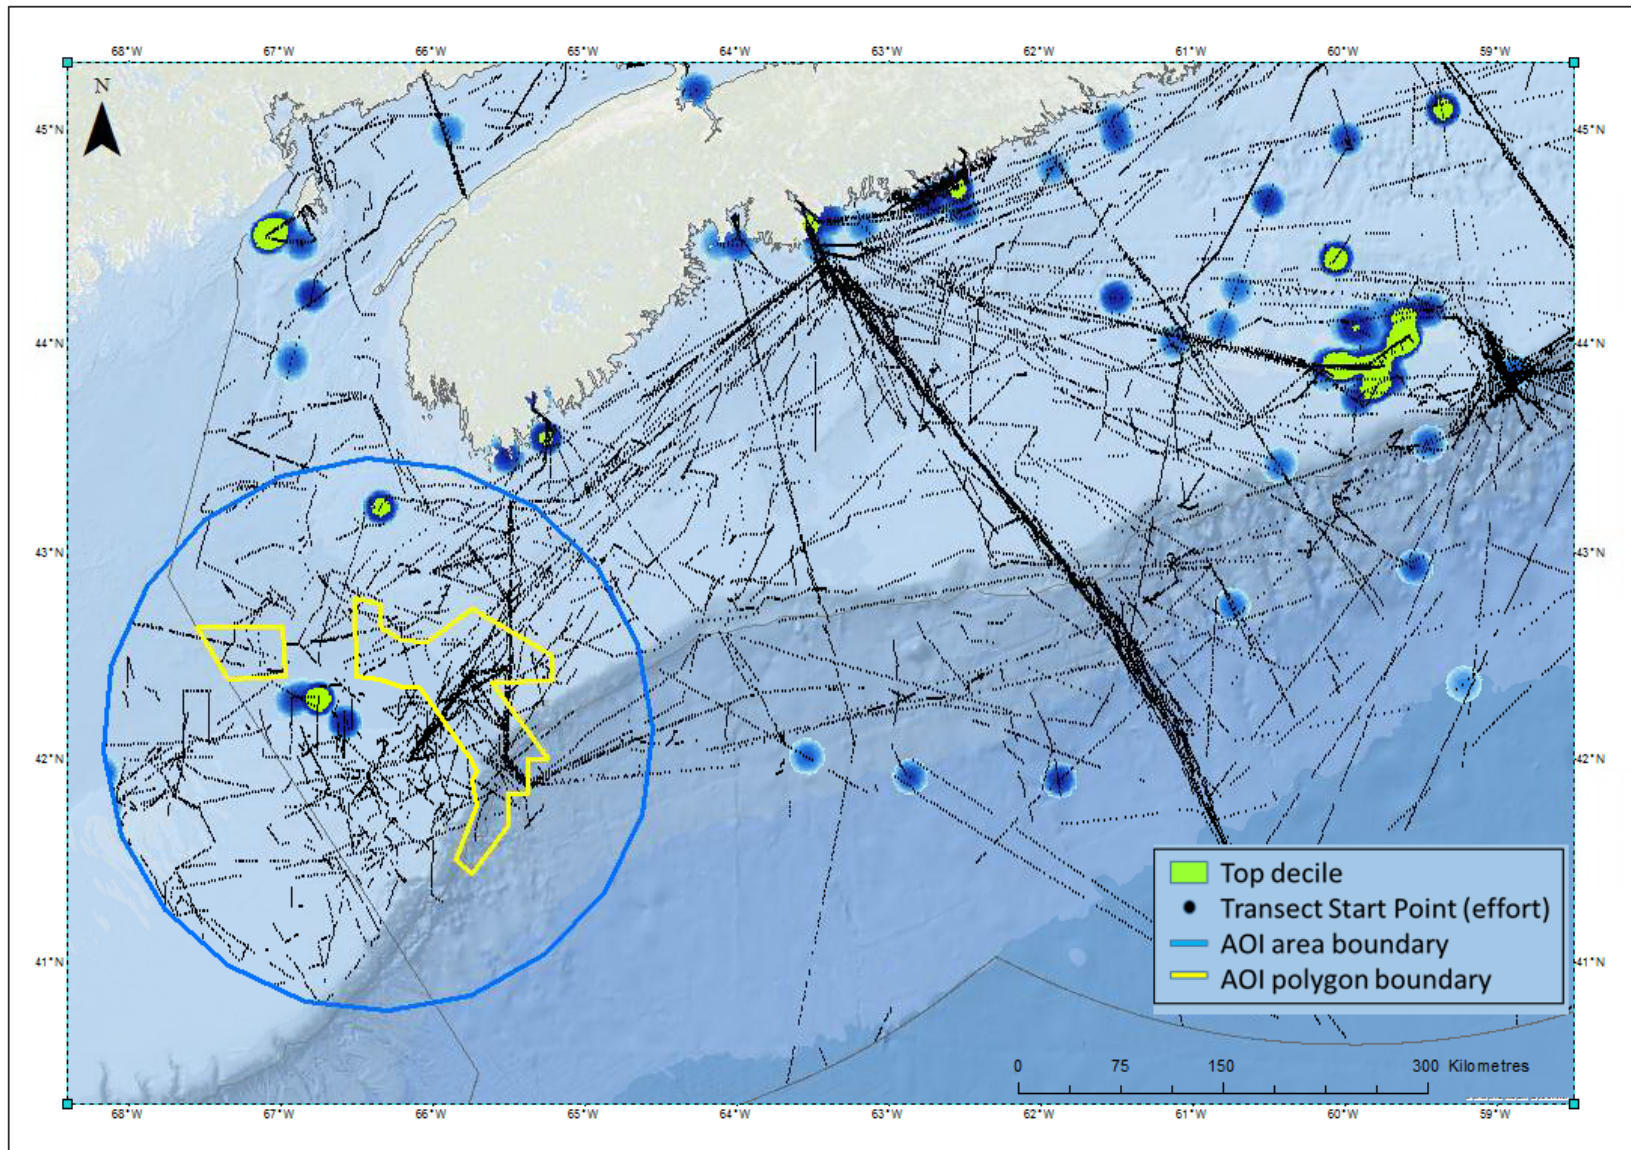 68°W 67°W 66°W 65°W 64°W 63°W 62°W 61°W 60°W 59°W
N
45°N 45°N
44°N 44°N
43°N 43°N
42°N 42°N
Top decile
Transect Start Point (effort)
AOI area boundary
41°N 41°N
AOI polygon boundary
0 75 150 300 Kilometres
68°W 67°W 66°W 65°W 64°W 63°W 62°W 61°W 60°W 59°W